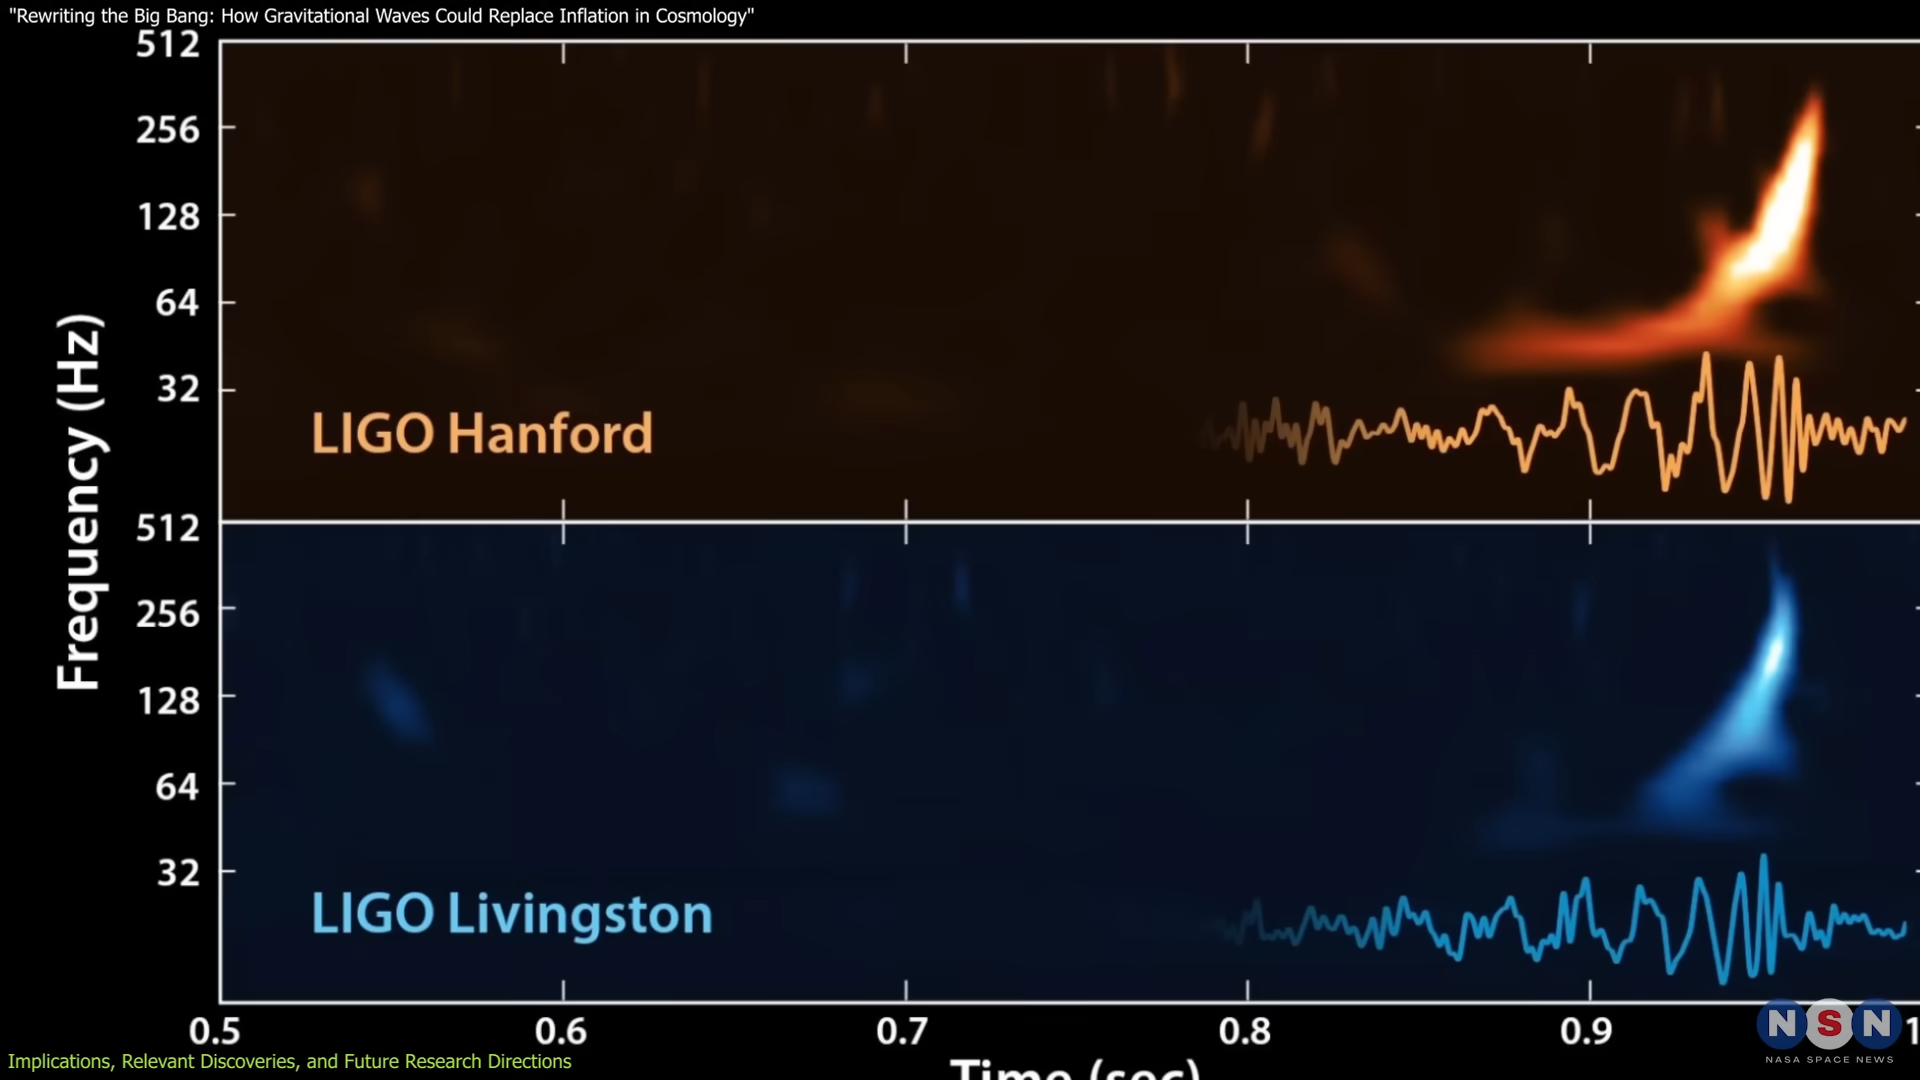 "Rewriting the Big Bang: How Gravitational Waves Could Replace Inflation in Cosmology"
512
256
128
64
32
LIGO Hanford
Frequency (Hz)
512
256
128
64
32
LIGO Livingston
0.5 0.6 0.7 0.8 0.9 1
Time (sec)
NSN
NASA SPACE NEWS
Implications, Relevant Discoveries, and Future Research Directions